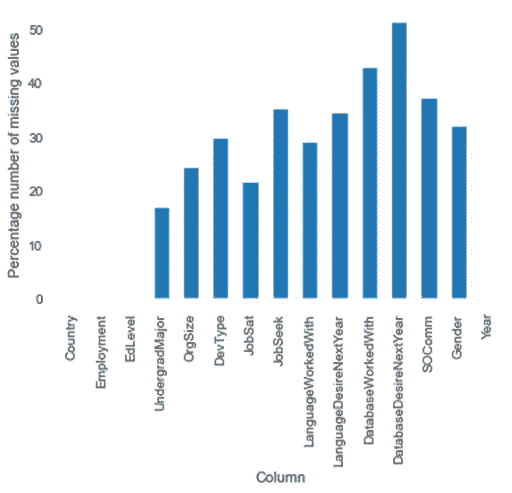 Percentage number of missing values
50
40
30
20
10
0
Country
Employment
EdLevel
UndergradMajor
OrgSize
DevType
JobSat
JobSeek
LanguageWorkedWith
LanguageDesireNextYear
DatabaseWorkedWith
DatabaseDesireNextYear
SOComm
Gender
Year
Column